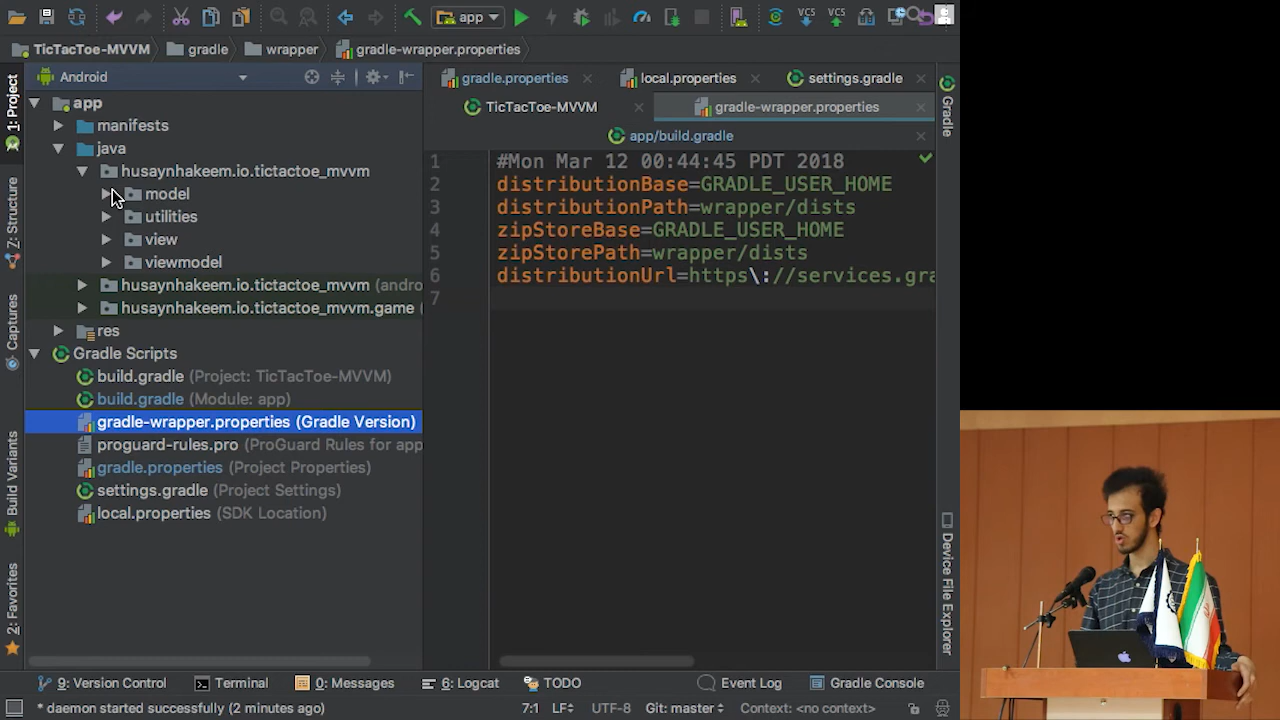 app
VCS
VCS
TicTacToe-MVVM
gradle
wrapper
gradle-wrapper.properties
1: Project
Z: Structure
Captures
Build Variants
2: Favorites
Android
app
manifests
java
husaynhakeem.io.tictactoe_mvvm
model
utilities
view
viewmodel
husaynhakeem.io.tictactoe_mvvm (andro
husaynhakeem.io.tictactoe_mvvm.game (
res
Gradle Scripts
build.gradle (Project: TicTacToe-MVVM)
build.gradle (Module: app)
gradle-wrapper.properties (Gradle Version)
proguard-rules.pro (ProGuard Rules for app
gradle.properties (Project Properties)
settings.gradle (Project Settings)
local.properties (SDK Location)
gradle.properties
local.properties
settings.gradle
TicTacToe-MVVM
gradle-wrapper.properties
app/build.gradle
1 #Mon Mar 12 00:44:45 PDT 2018
2 distributionBase=GRADLE_USER_HOME
3 distributionPath=wrapper/dists
4 zipStoreBase=GRADLE_USER_HOME
5 zipStorePath=wrapper/dists
6 distributionUrl=https\://services.gra
7
Gradle
Device File Explorer
9: Version Control
Terminal
0: Messages
6: Logcat
TODO
Event Log
Gradle Console
* daemon started successfully (2 minutes ago)
7:1
LF
UTF-8
Git: master
Context: <no context>